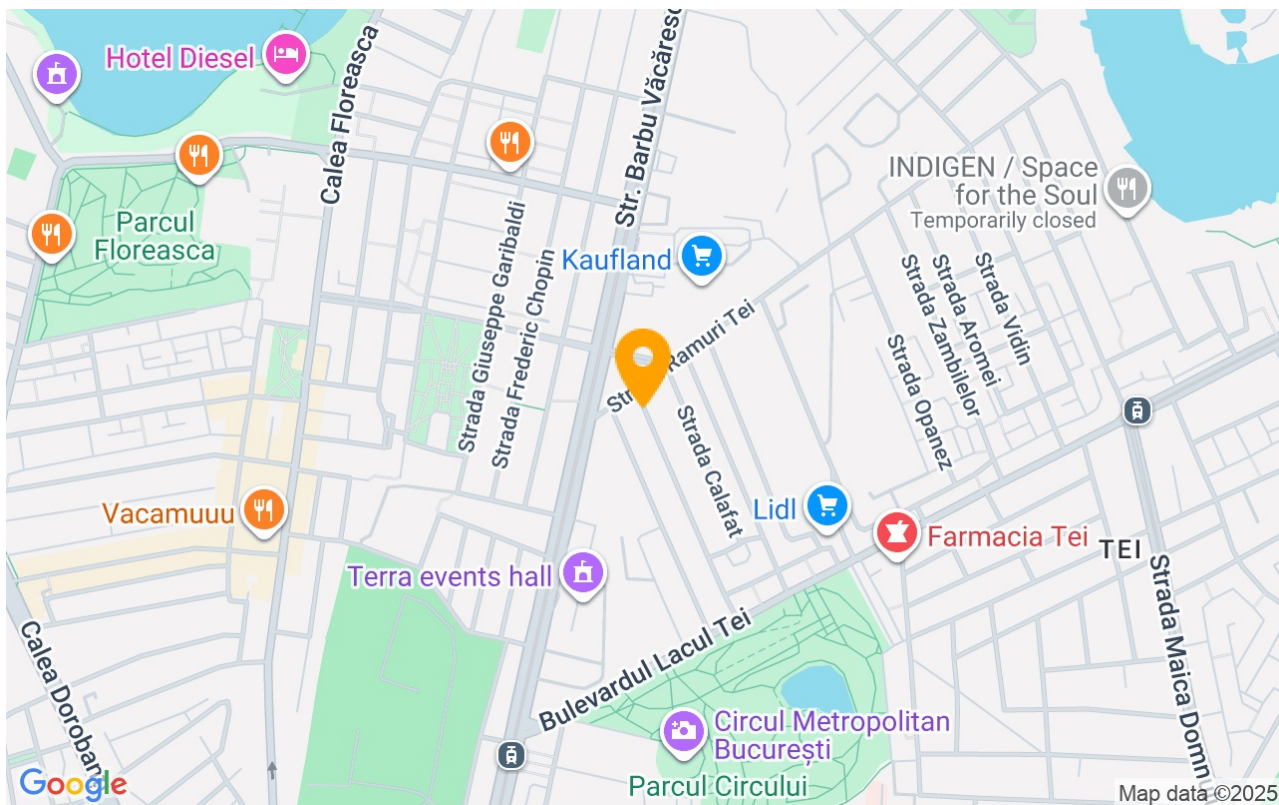 Hotel Diesel
Calea Floreasca
Str. Barbu Văcăresc
INDIGEN / Space
for the Soul
Temporarily closed
Parcul
Floreasca
Kaufland
Strada Giuseppe Garibaldi
Strada Frederic Chopin
Ramuri Tei
Strada Vidin
Strada Aromei
Strada Zambilelor
Strada Opanez
Strada Calafat
Vacamuuu
Lidl
Farmacia Tei
TEI
Terra events hall
Strada Maica Domn
Bulevardul Lacul Tei
Calea Doroban
Circul Metropolitan
București
Parcul Circului
Google
Map data ©2025